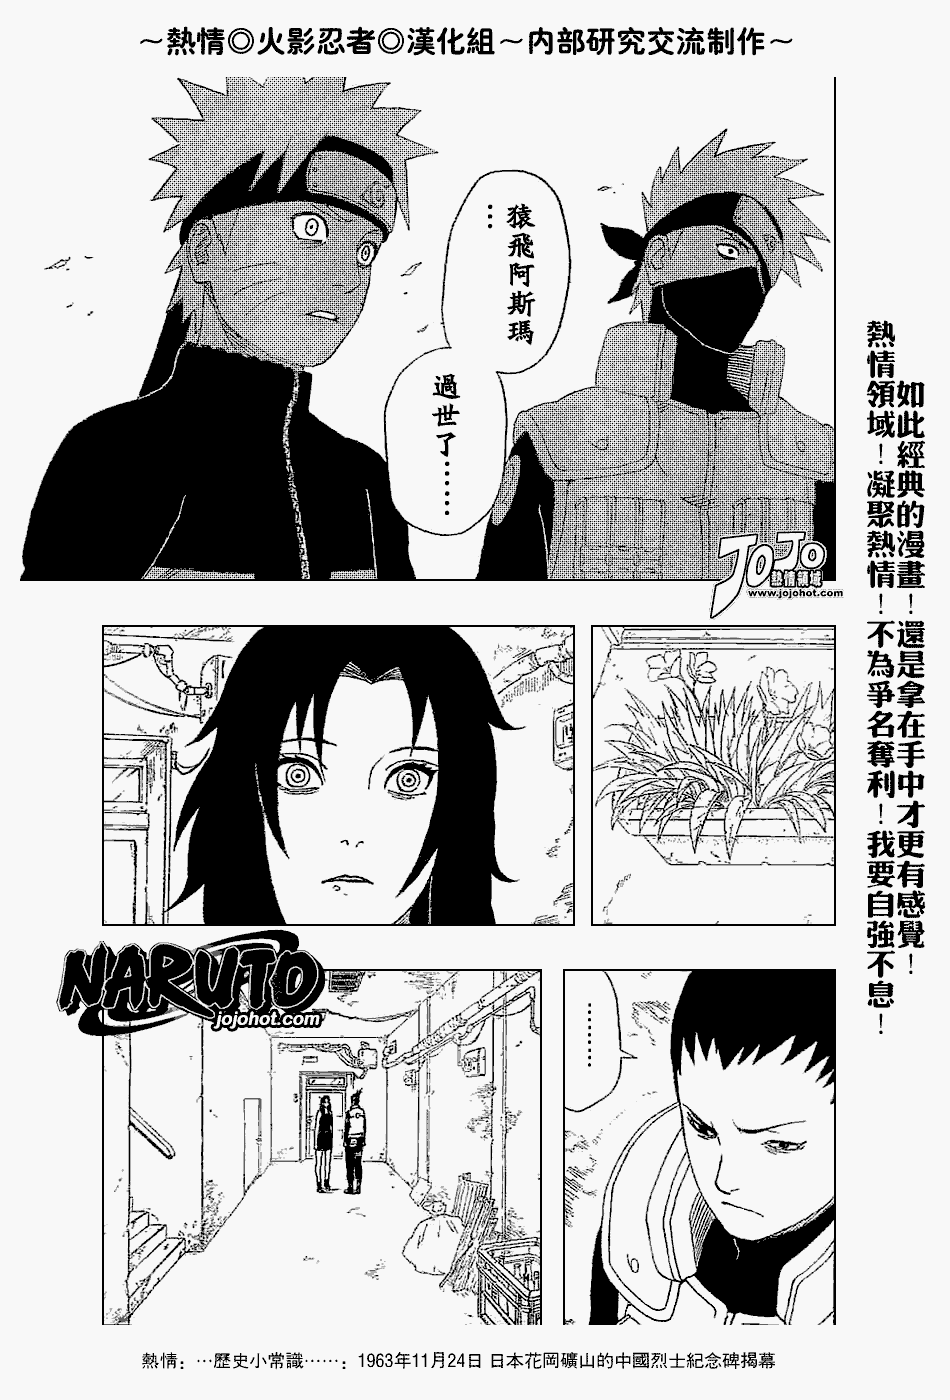 ～熱情◎火影忍者◎漢化組～内部研究交流制作～
…
猿飛阿斯瑪
過世了……
JOJO
熱情領域
www.jojohot.com
如此經典的漫畫！還是拿在手中才更有感覺！
熱情領域！凝聚熱情！不為爭名奪利！我要自強不息！
NARUTO
jojohot.com
………
熱情：…歷史小常識……：1963年11月24日 日本花岡礦山的中國烈士紀念碑揭幕